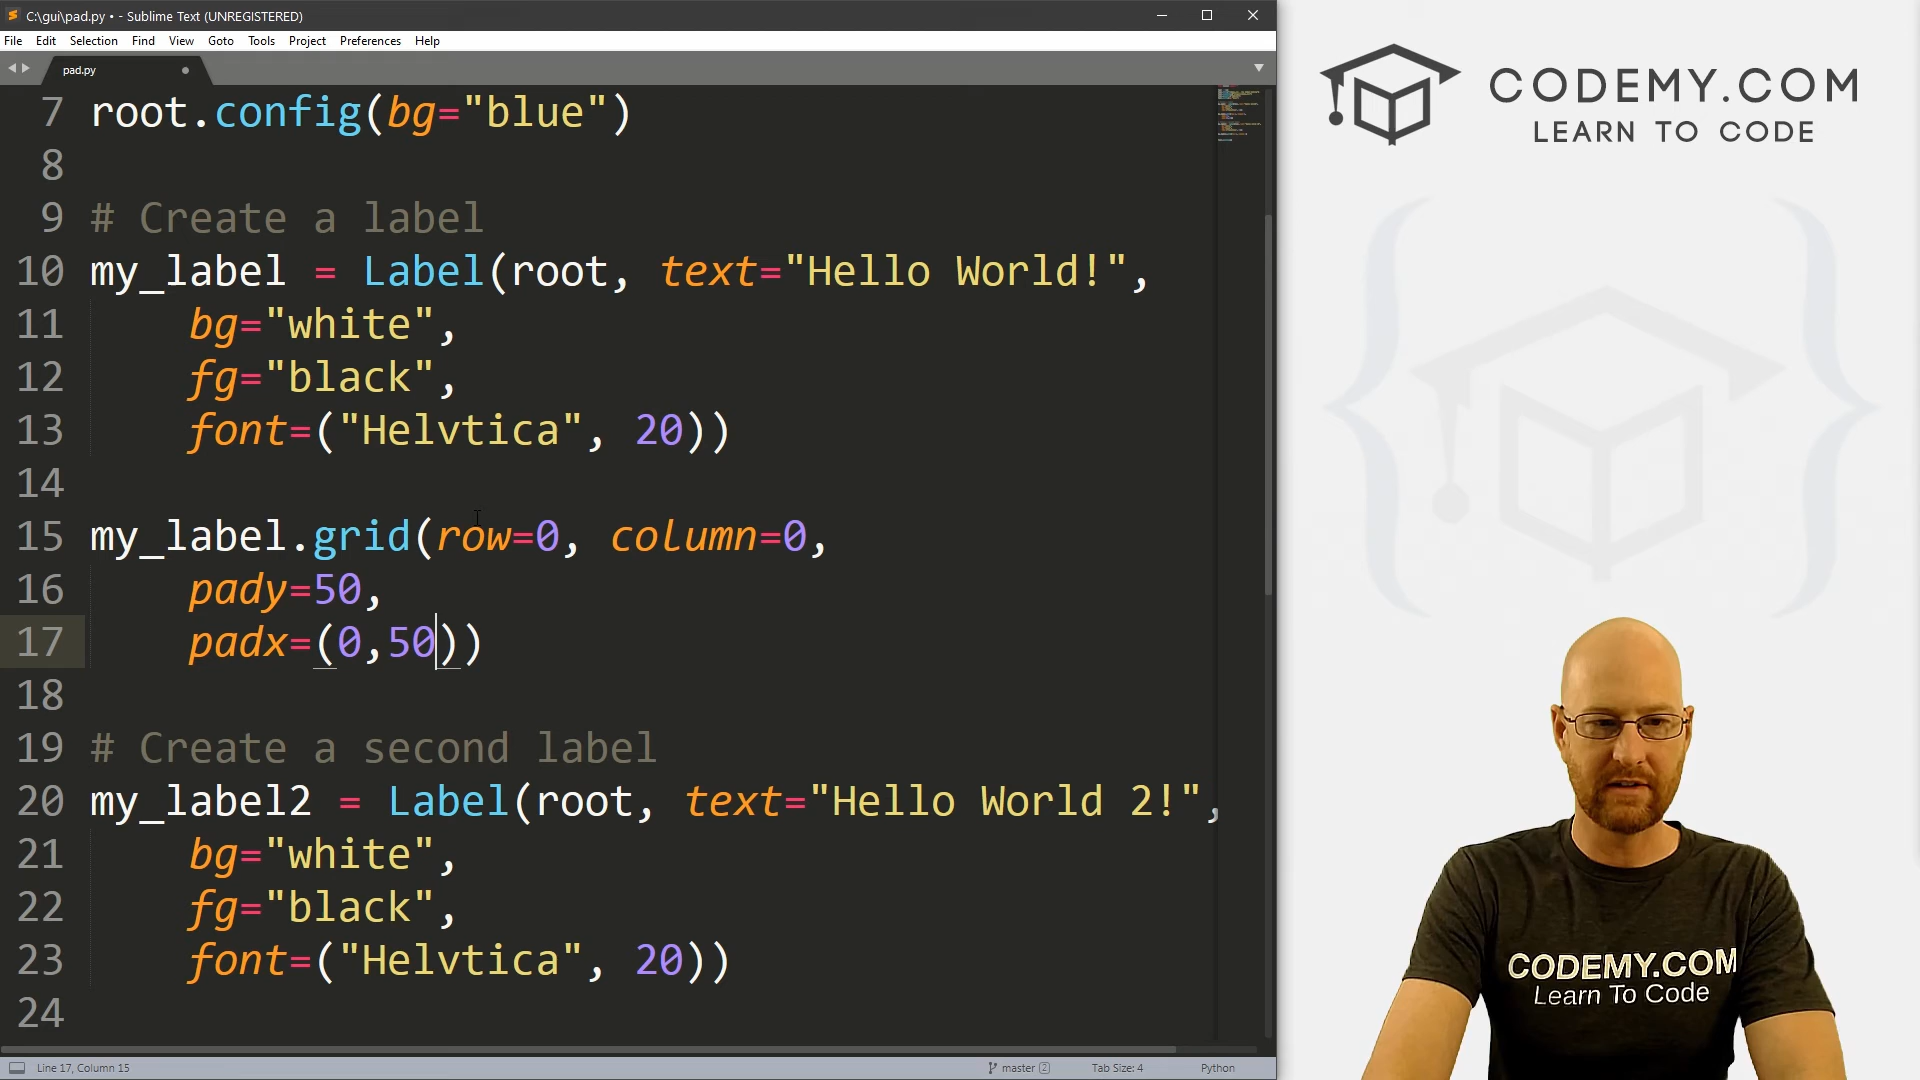 C:\gui\pad.py • - Sublime Text (UNREGISTERED)
File Edit Selection Find View Goto Tools Project Preferences Help
pad.py
7 root.config(bg="blue")
8
9 # Create a label
10 my_label = Label(root, text="Hello World!",
11 bg="white",
12 fg="black",
13 font=("Helvtica", 20))
14
15 my_label.grid(row=0, column=0,
16 pady=50,
17 padx=(0,50))
18
19 # Create a second label
20 my_label2 = Label(root, text="Hello World 2!",
21 bg="white",
22 fg="black",
23 font=("Helvtica", 20))
24
Line 17, Column 15 master 2 Tab Size: 4 Python
CODEMY.COM
LEARN TO CODE
CODEMY.COM
Learn To Code